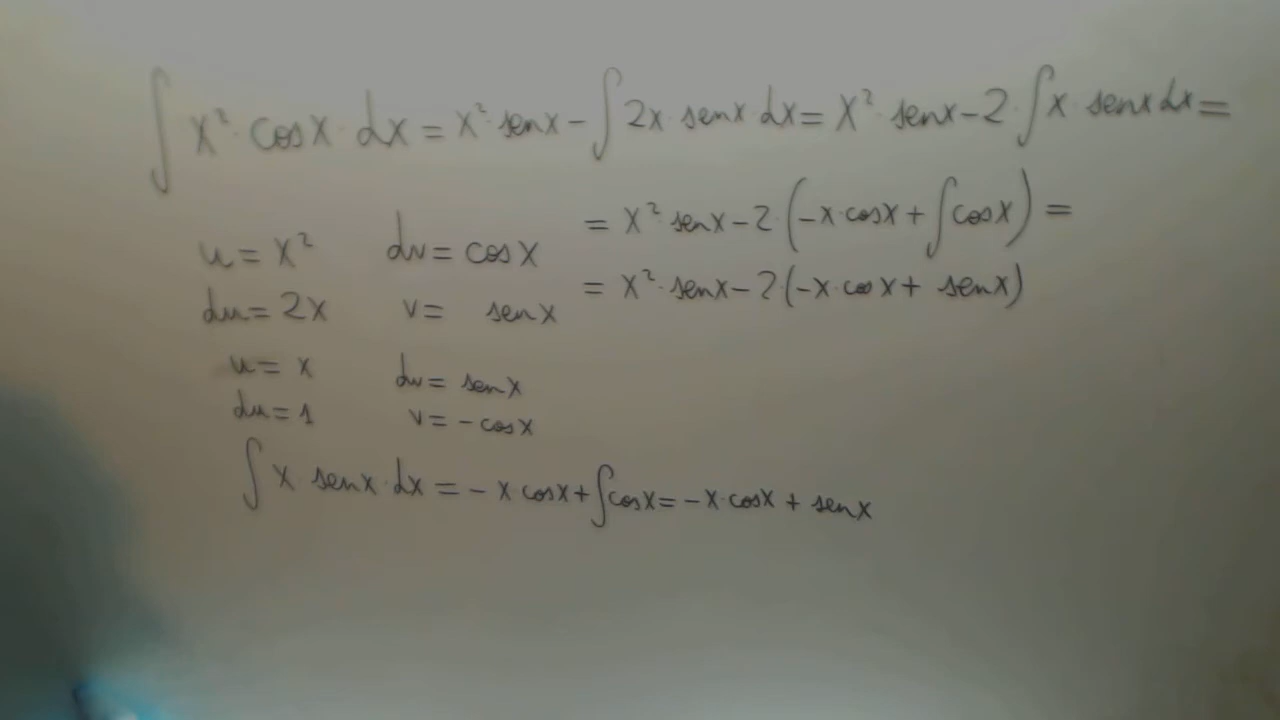 ∫ x² · cos x · dx = x² · sen x - ∫ 2x · sen x · dx = x² · sen x - 2 · ∫ x · sen x dx =
= x² · sen x - 2 · (-x · cos x + ∫ cos x) =
= x² · sen x - 2 · (-x · cos x + sen x)
u = x² dv = cos x
du = 2x v = sen x
u = x dv = sen x
du = 1 v = - cos x
∫ x sen x · dx = - x cos x + ∫ cos x = - x · cos x + sen x